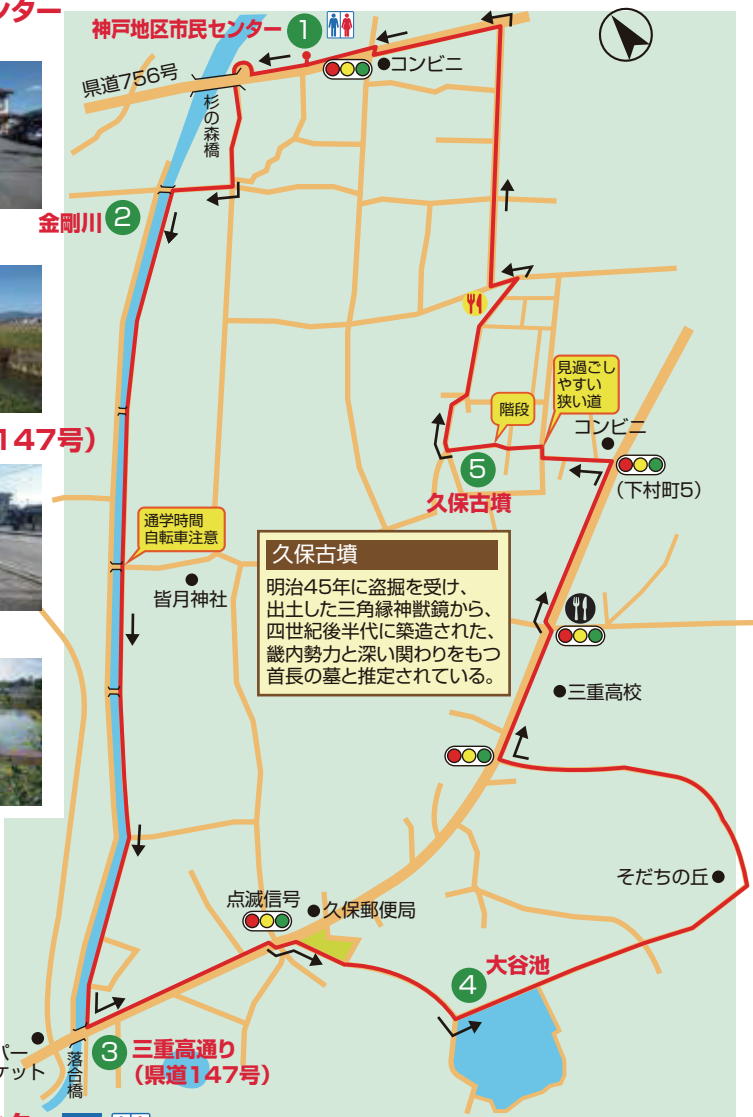 ンター
神戸地区市民センター
1
コンビニ
県道756号
杉の森橋
金剛川
2
147号）
見過ごし
やすい
狭い道
階段
コンビニ
5
久保古墳
（下村町5）
通学時間
自転車注意
皆月神社
久保古墳
明治45年に盗掘を受け、
出土した三角縁神獣鏡から、
四世紀後半代に築造された、
畿内勢力と深い関わりをもつ
首長の墓と推定されている。
三重高校
そだちの丘
点滅信号
久保郵便局
大谷池
4
3
三重高通り
（県道147号）
落合橋
パー
ケット